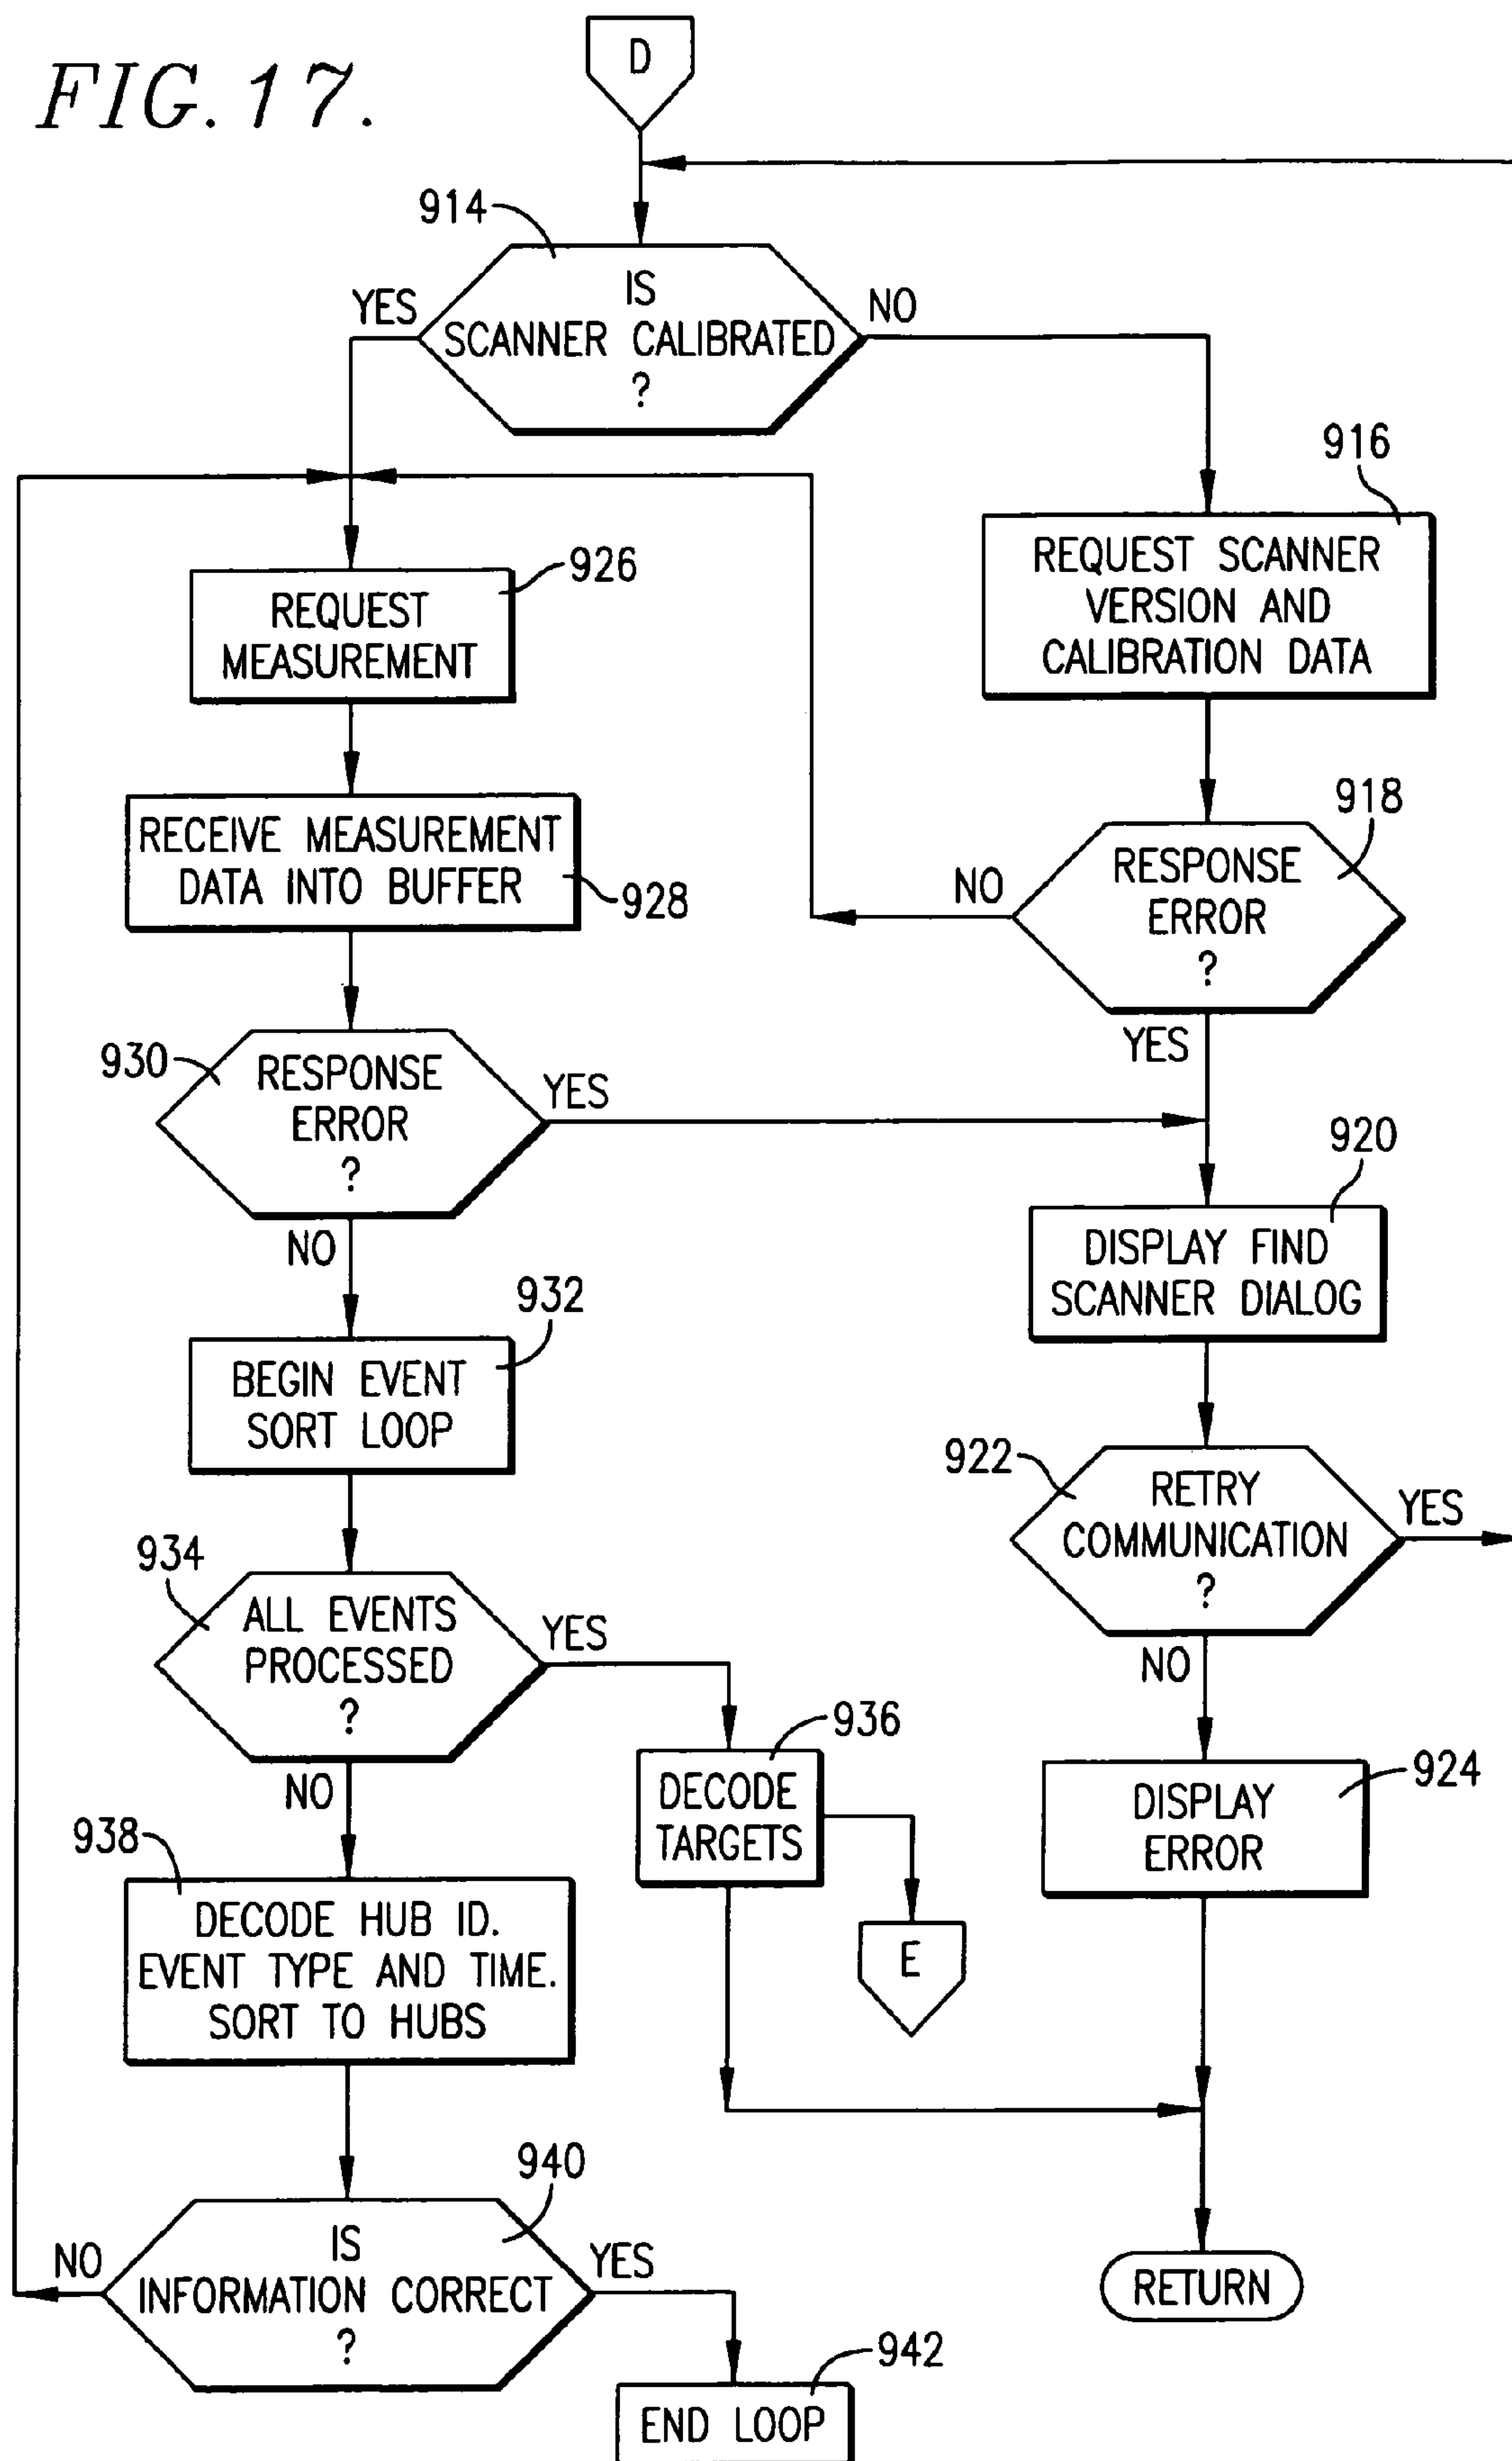 FIG. 17.
D
914
IS
SCANNER CALIBRATED
?
YES
NO
916
REQUEST SCANNER
VERSION AND
CALIBRATION DATA
926
REQUEST
MEASUREMENT
918
RESPONSE
ERROR
?
NO
YES
RECEIVE MEASUREMENT
DATA INTO BUFFER
928
930
RESPONSE
ERROR
?
YES
NO
920
DISPLAY FIND
SCANNER DIALOG
932
BEGIN EVENT
SORT LOOP
922
RETRY
COMMUNICATION
?
YES
NO
934
ALL EVENTS
PROCESSED
?
YES
NO
936
DECODE
TARGETS
E
924
DISPLAY
ERROR
938
DECODE HUB ID.
EVENT TYPE AND TIME.
SORT TO HUBS
940
IS
INFORMATION CORRECT
?
NO
YES
RETURN
942
END LOOP